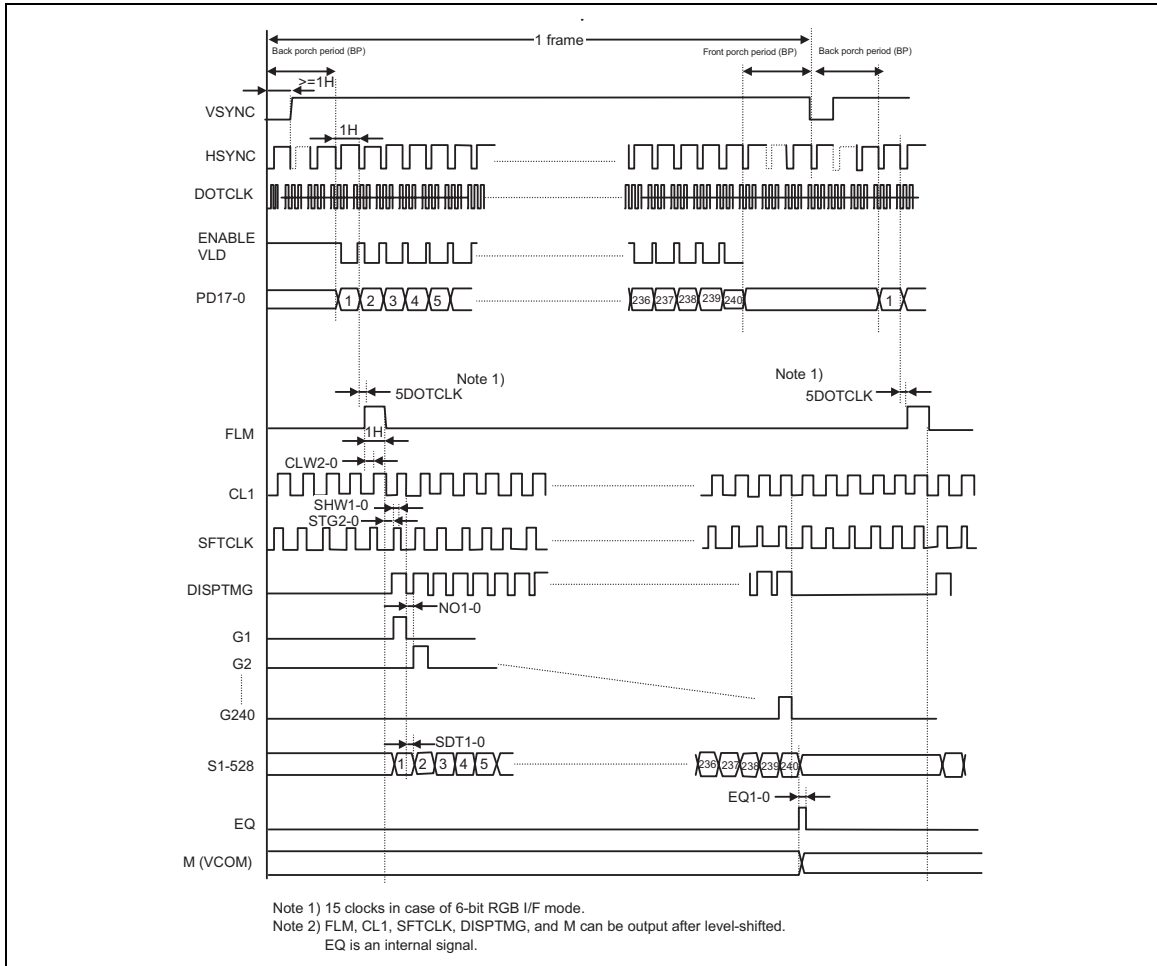 1 frame
Back porch period (BP)
Front porch period (BP)
Back porch period (BP)
>=1H
VSYNC
1H
HSYNC
DOTCLK
ENABLE
VLD
PD17-0
1 2 3 4 5
236 237 238 239 240
1
Note 1)
5DOTCLK
Note 1)
5DOTCLK
FLM
1H
CLW2-0
CL1
SHW1-0
STG2-0
SFTCLK
DISPTMG
NO1-0
G1
G2
G240
SDT1-0
S1-528
1 2 3 4 5
236 237 238 239 240
EQ1-0
EQ
M (VCOM)
Note 1) 15 clocks in case of 6-bit RGB I/F mode.
Note 2) FLM, CL1, SFTCLK, DISPTMG, and M can be output after level-shifted.
EQ is an internal signal.